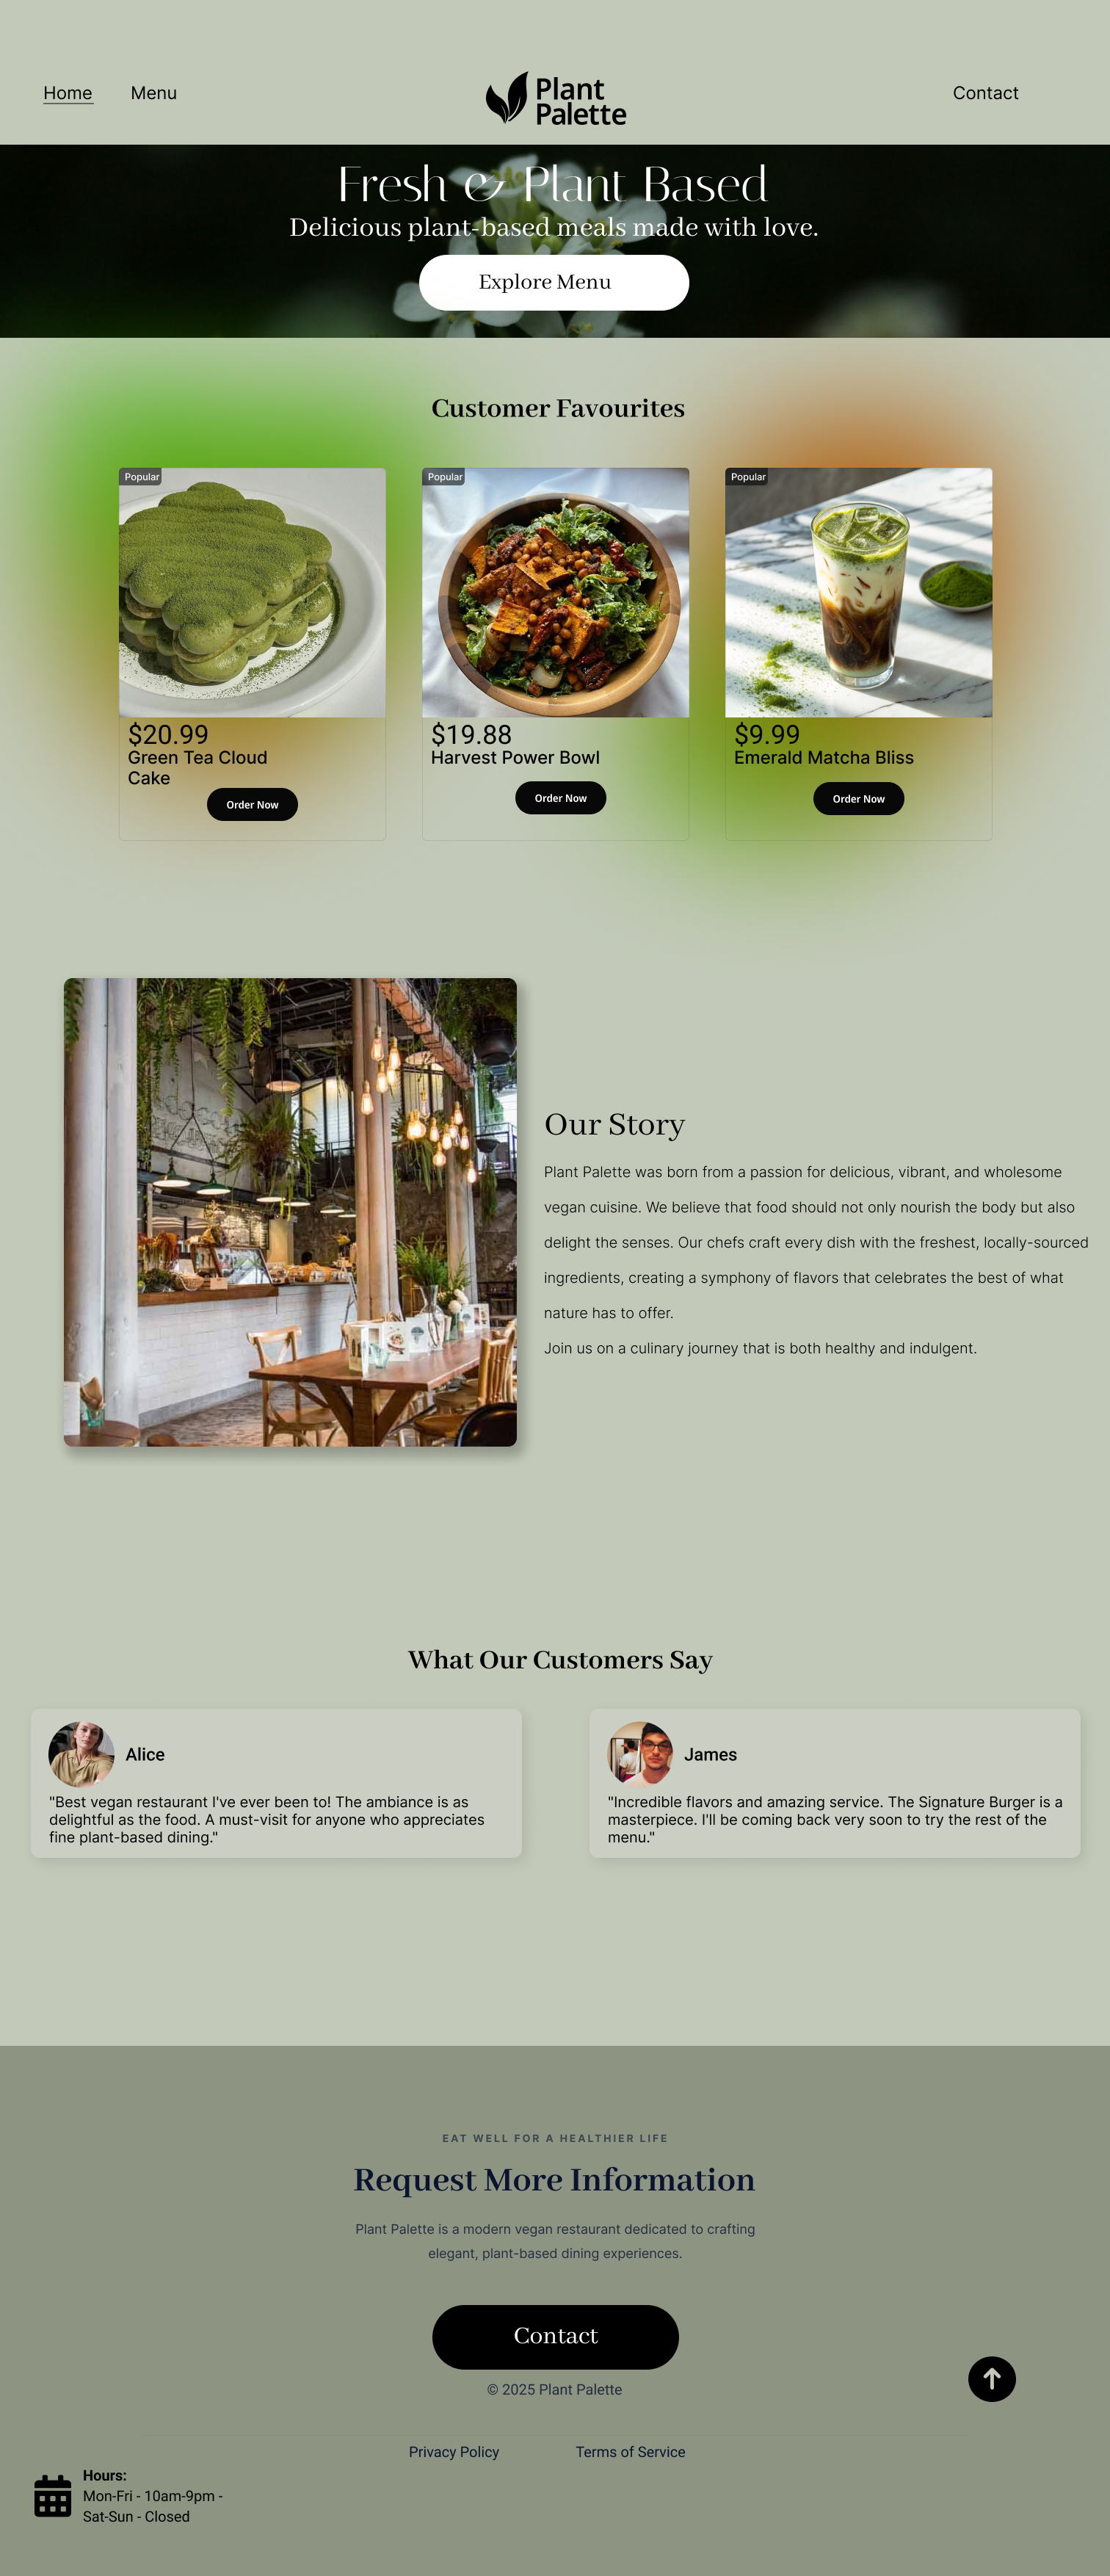 Home
Menu
Plant
Palette
Contact
Fresh & Plant Based
Delicious plant-based meals made with love.
Explore Menu
Customer Favourites
Popular
$20.99
Green Tea Cloud
Cake
Order Now
Popular
$19.88
Harvest Power Bowl
Order Now
Popular
$9.99
Emerald Matcha Bliss
Order Now
Our Story
Plant Palette was born from a passion for delicious, vibrant, and wholesome
vegan cuisine. We believe that food should not only nourish the body but also
delight the senses. Our chefs craft every dish with the freshest, locally-sourced
ingredients, creating a symphony of flavors that celebrates the best of what
nature has to offer.
Join us on a culinary journey that is both healthy and indulgent.
What Our Customers Say
Alice
"Best vegan restaurant I've ever been to! The ambiance is as
delightful as the food. A must-visit for anyone who appreciates
fine plant-based dining."
James
"Incredible flavors and amazing service. The Signature Burger is a
masterpiece. I'll be coming back very soon to try the rest of the
menu."
EAT WELL FOR A HEALTHIER LIFE
Request More Information
Plant Palette is a modern vegan restaurant dedicated to crafting
elegant, plant-based dining experiences.
Contact
© 2025 Plant Palette
Privacy Policy
Terms of Service
Hours:
Mon-Fri - 10am-9pm -
Sat-Sun - Closed